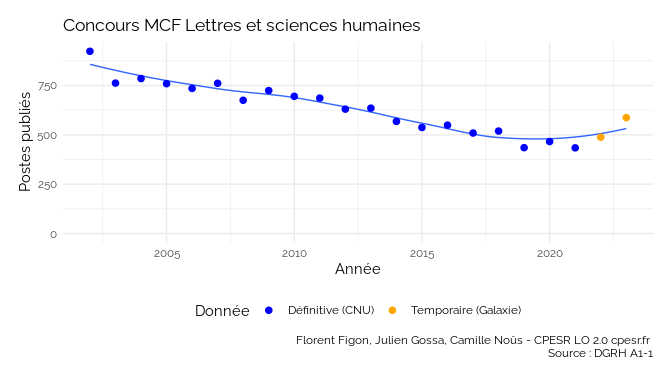 Concours MCF Lettres et sciences humaines
Postes publiés
750
500
250
0
2005 2010 2015 2020
Année
Donnée Définitive (CNU) Temporaire (Galaxie)
Florent Figon, Julien Gossa, Camille Noûs - CPESR LO 2.0 cpesr.fr
Source : DGRH A1-1